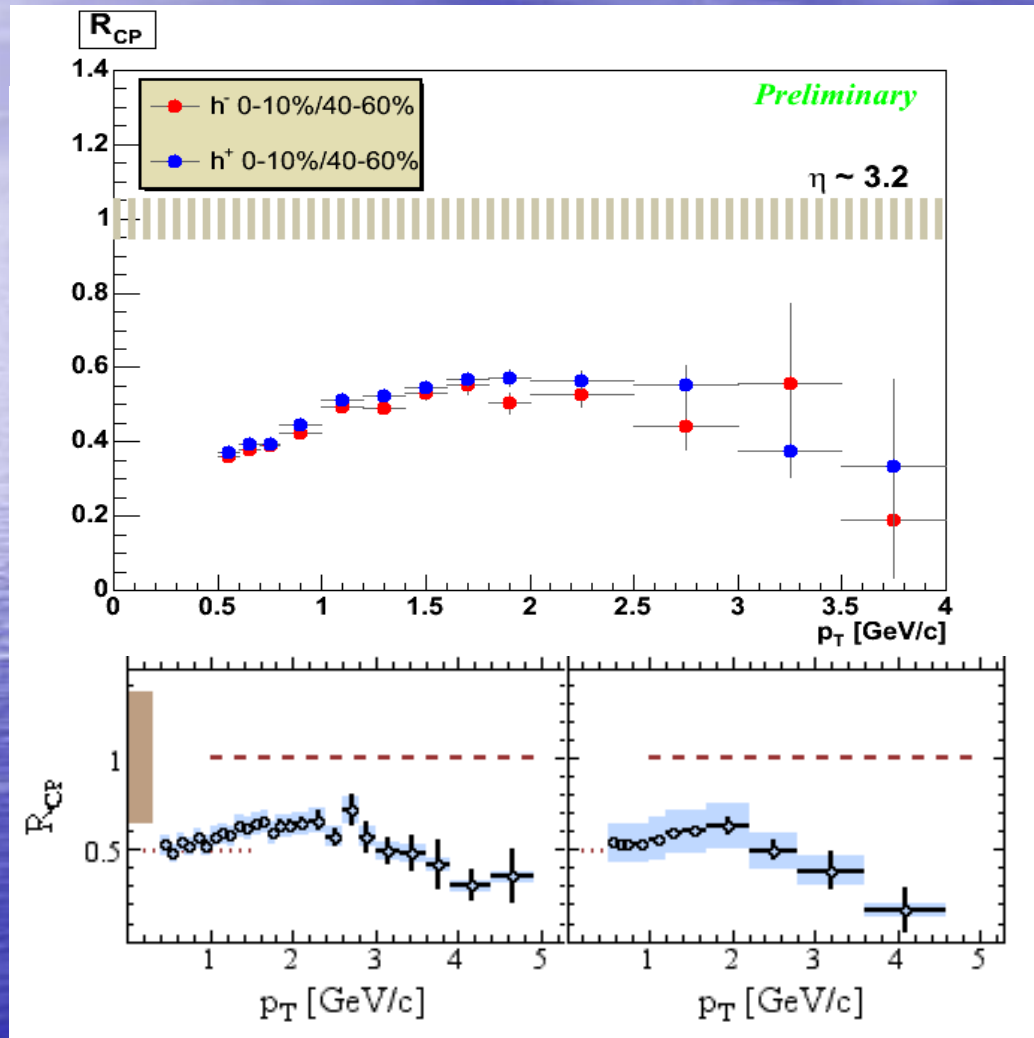 R_CP
1.4
Preliminary
h⁻ 0-10%/40-60%
1.2
h⁺ 0-10%/40-60%
η ~ 3.2
1
0.8
0.6
0.4
0.2
0
0 0.5 1 1.5 2 2.5 3 3.5 4
p_T [GeV/c]
1
R_CP
0.5
1 2 3 4 5 1 2 3 4 5
p_T [GeV/c] p_T [GeV/c]